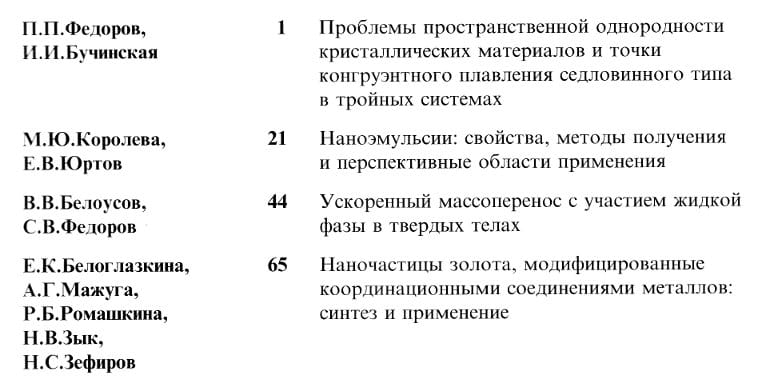 П.П.Федоров, 1 Проблемы пространственной однородности
И.И.Бучинская кристаллических материалов и точки
конгруэнтного плавления седловинного типа
в тройных системах
М.Ю.Королева, 21 Наноэмульсии: свойства, методы получения
Е.В.Юртов и перспективные области применения
В.В.Белоусов, 44 Ускоренный массоперенос с участием жидкой
С.В.Федоров фазы в твердых телах
Е.К.Белоглазкина, 65 Наночастицы золота, модифицированные
А.Г.Мажуга, координационными соединениями металлов:
Р.Б.Ромашкина, синтез и применение
Н.В.Зык,
Н.С.Зефиров